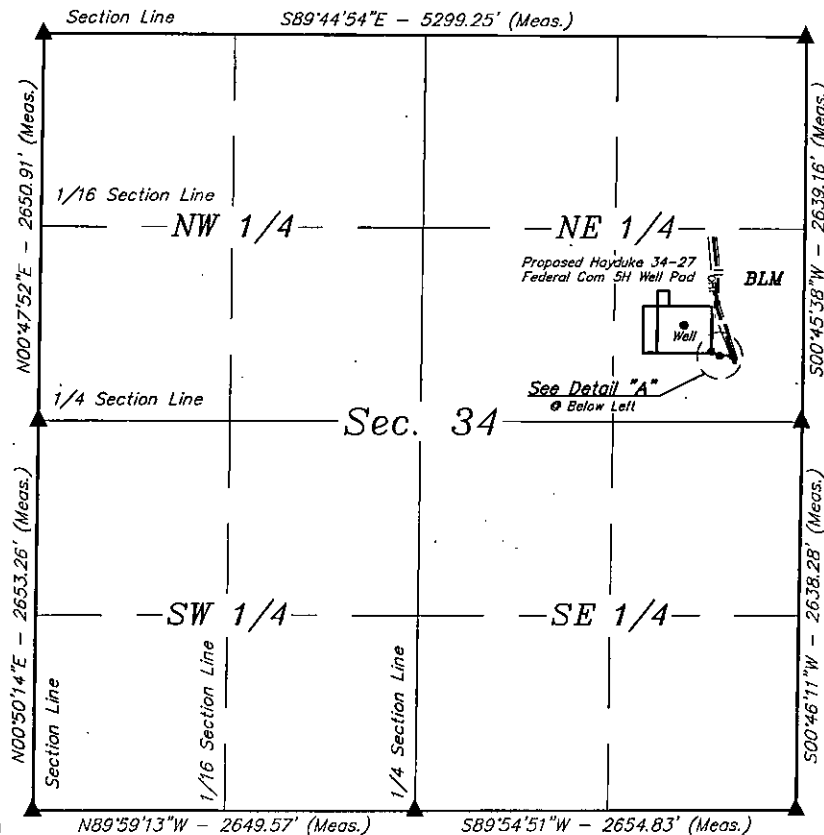 Section Line
S89°44'54"E - 5299.25' (Meas.)
N00°47'52"E - 2650.91' (Meas.)
S00°45'38"W - 2639.16' (Meas.)
1/16 Section Line
NW 1/4
NE 1/4
Proposed Hayduke 34-27
Federal Com 5H Well Pad
BLM
Well
See Detail "A"
@ Below Left
1/4 Section Line
Sec. 34
N00°50'14"E - 2653.26' (Meas.)
S00°46'11"W - 2638.28' (Meas.)
SW 1/4
SE 1/4
Section Line
1/16 Section Line
1/4 Section Line
N89°59'13"W - 2649.57' (Meas.)
S89°54'51"W - 2654.83' (Meas.)